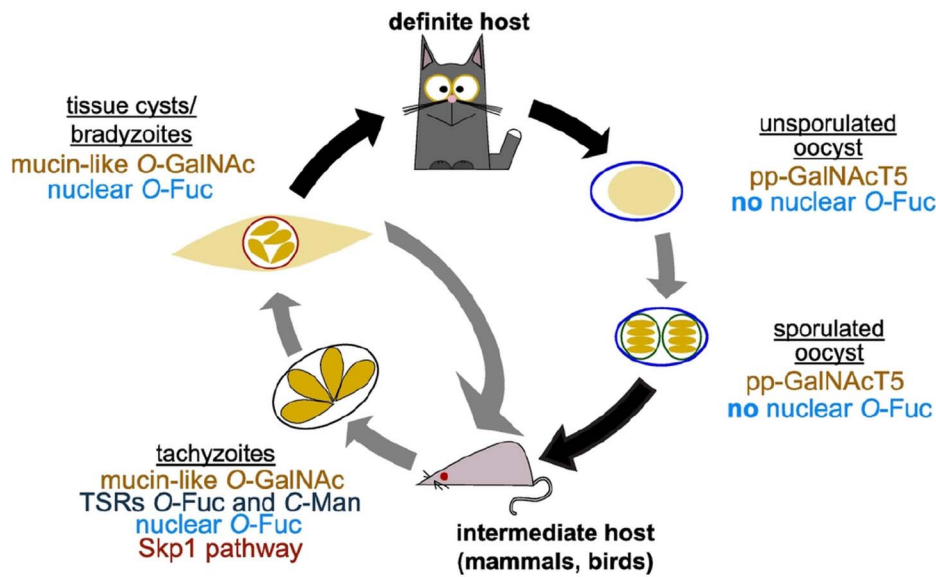 definite host
tissue cysts/
bradyzoites
mucin-like O-GalNAc
nuclear O-Fuc
unsporulated
oocyst
pp-GalNAcT5
no nuclear O-Fuc
sporulated
oocyst
pp-GalNAcT5
no nuclear O-Fuc
tachyzoites
mucin-like O-GalNAc
TSRs O-Fuc and C-Man
nuclear O-Fuc
Skp1 pathway
intermediate host
(mammals, birds)